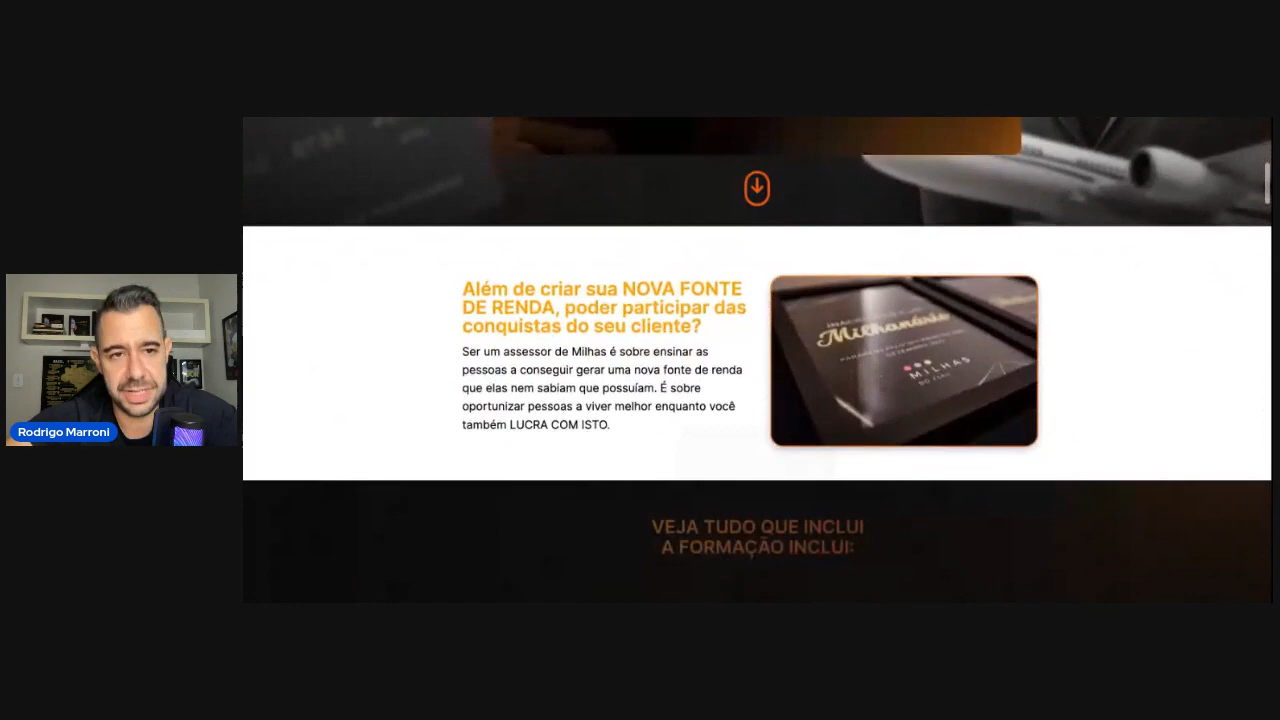 Além de criar sua NOVA FONTE
DE RENDA, poder participar das
conquistas do seu cliente?
Ser um assessor de Milhas é sobre ensinar as
pessoas a conseguir gerar uma nova fonte de renda
que elas nem sabiam que possuíam. É sobre
oportunizar pessoas a viver melhor enquanto você
também LUCRA COM ISTO.
Milhonário
MILHAS
Rodrigo Marroni
VEJA TUDO QUE INCLUI
A FORMAÇÃO INCLUI: